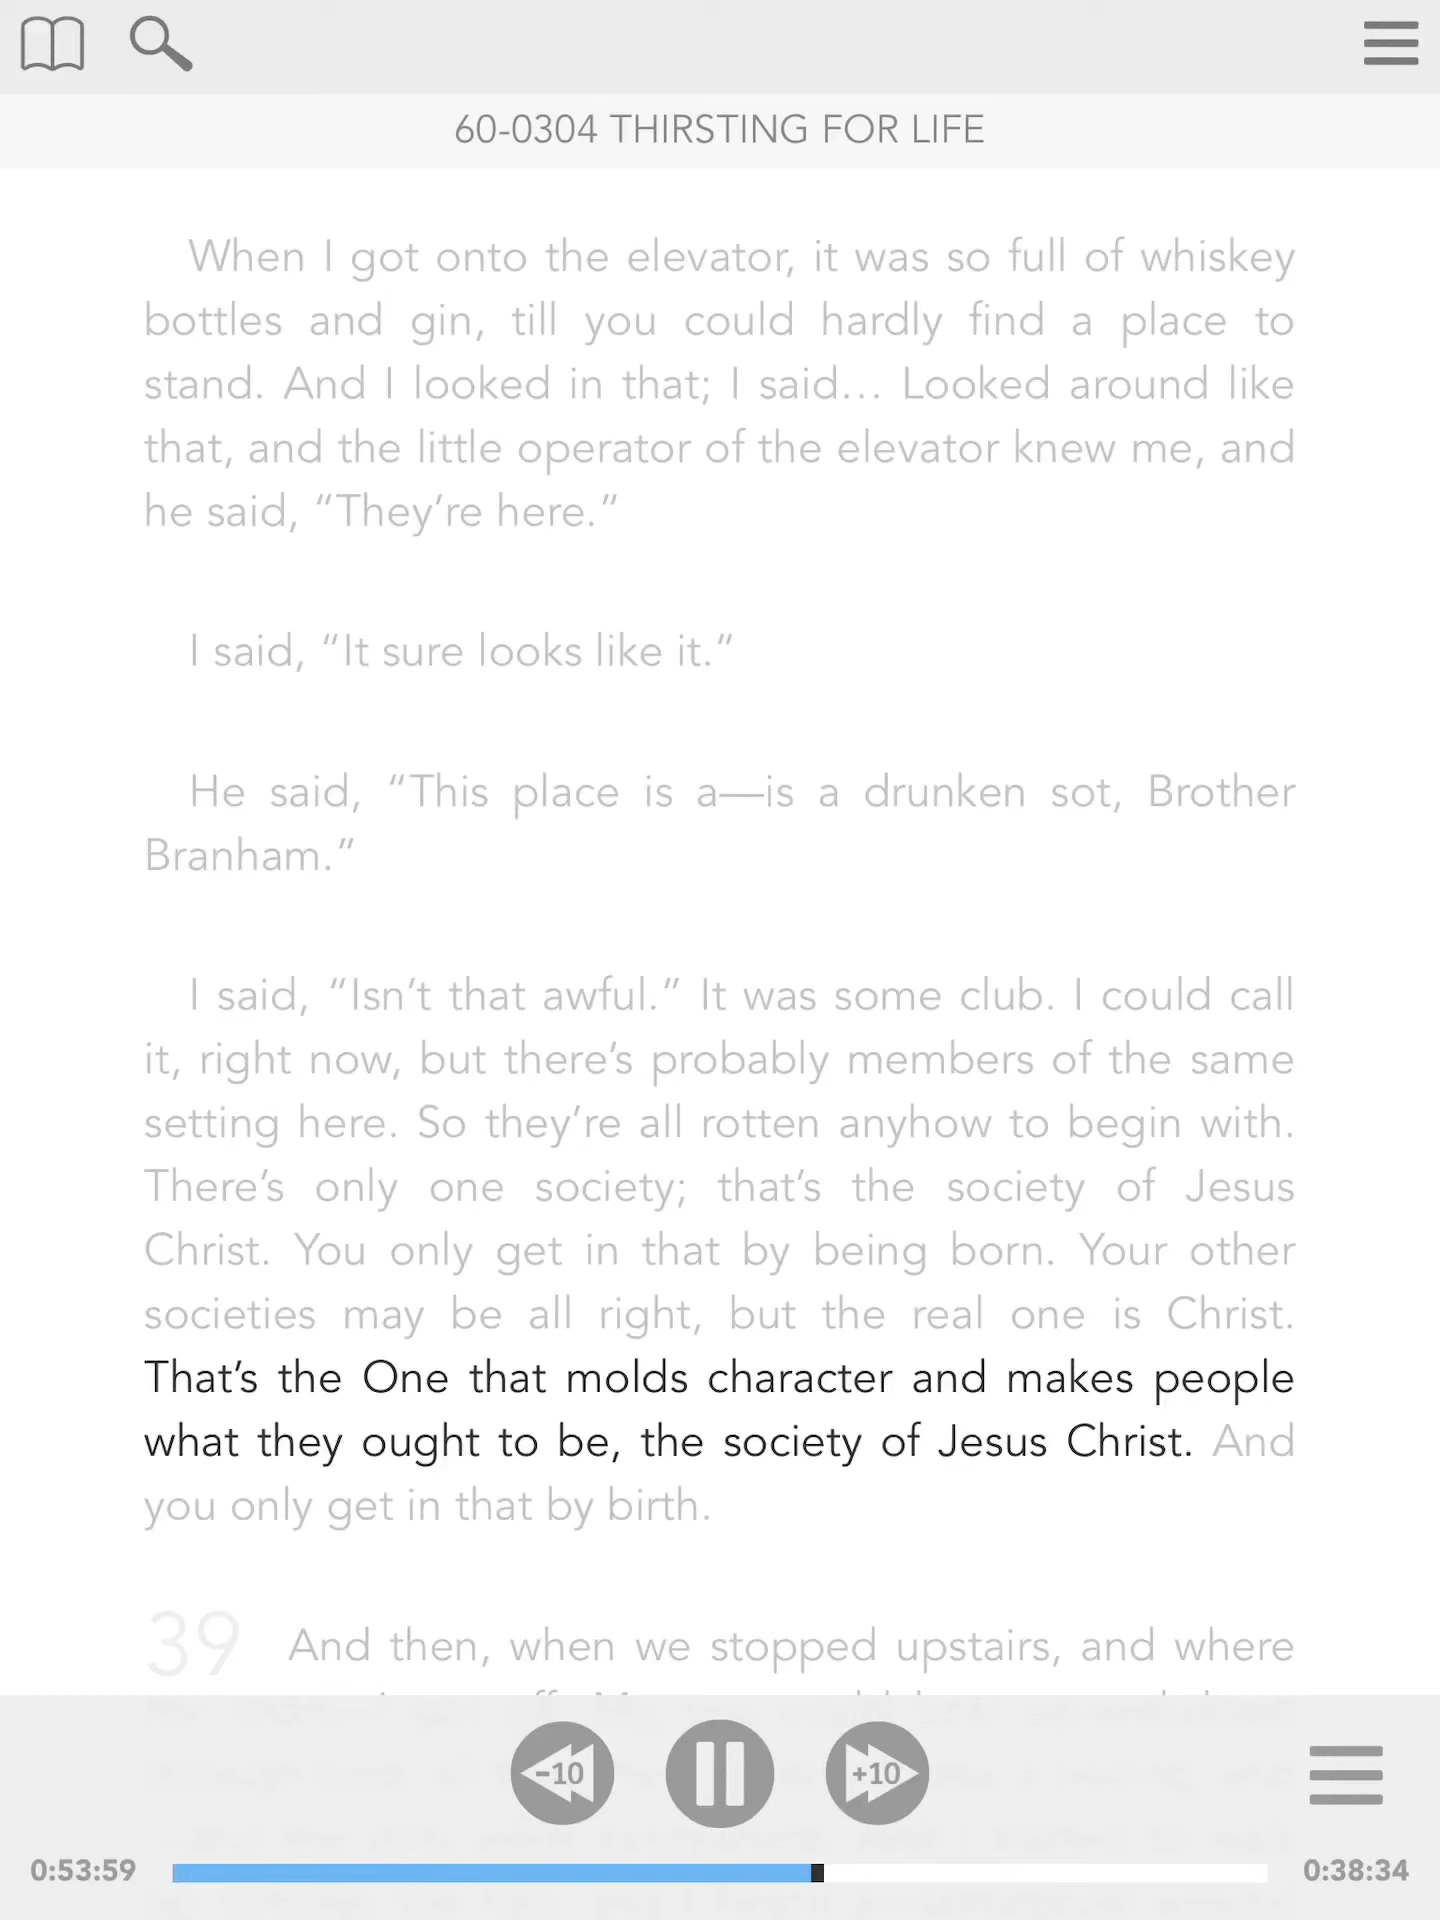 60-0304 THIRSTING FOR LIFE
When I got onto the elevator, it was so full of whiskey
bottles and gin, till you could hardly find a place to
stand. And I looked in that; I said… Looked around like
that, and the little operator of the elevator knew me, and
he said, “They’re here.”
I said, “It sure looks like it.”
He said, “This place is a—is a drunken sot, Brother
Branham.”
I said, “Isn’t that awful.” It was some club. I could call
it, right now, but there’s probably members of the same
setting here. So they’re all rotten anyhow to begin with.
There’s only one society; that’s the society of Jesus
Christ. You only get in that by being born. Your other
societies may be all right, but the real one is Christ.
That’s the One that molds character and makes people
what they ought to be, the society of Jesus Christ. And
you only get in that by birth.
39 And then, when we stopped upstairs, and where
-10 +10
0:53:59 0:38:34